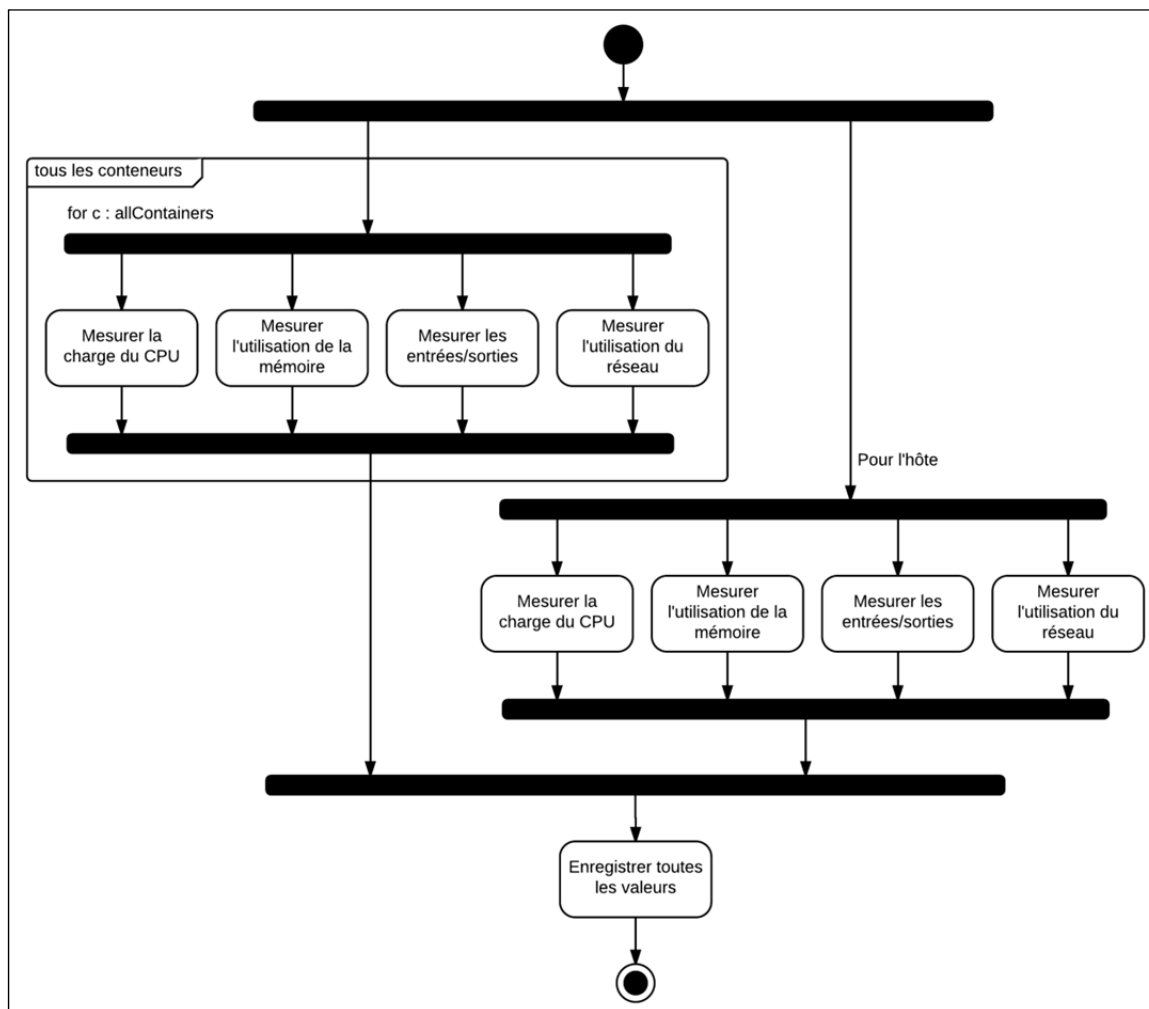 tous les conteneurs
for c : allContainers
Mesurer la
charge du CPU
Mesurer
l'utilisation de la
mémoire
Mesurer les
entrées/sorties
Mesurer
l'utilisation du
réseau
Pour l'hôte
Mesurer la
charge du CPU
Mesurer
l'utilisation de la
mémoire
Mesurer les
entrées/sorties
Mesurer
l'utilisation du
réseau
Enregistrer toutes
les valeurs